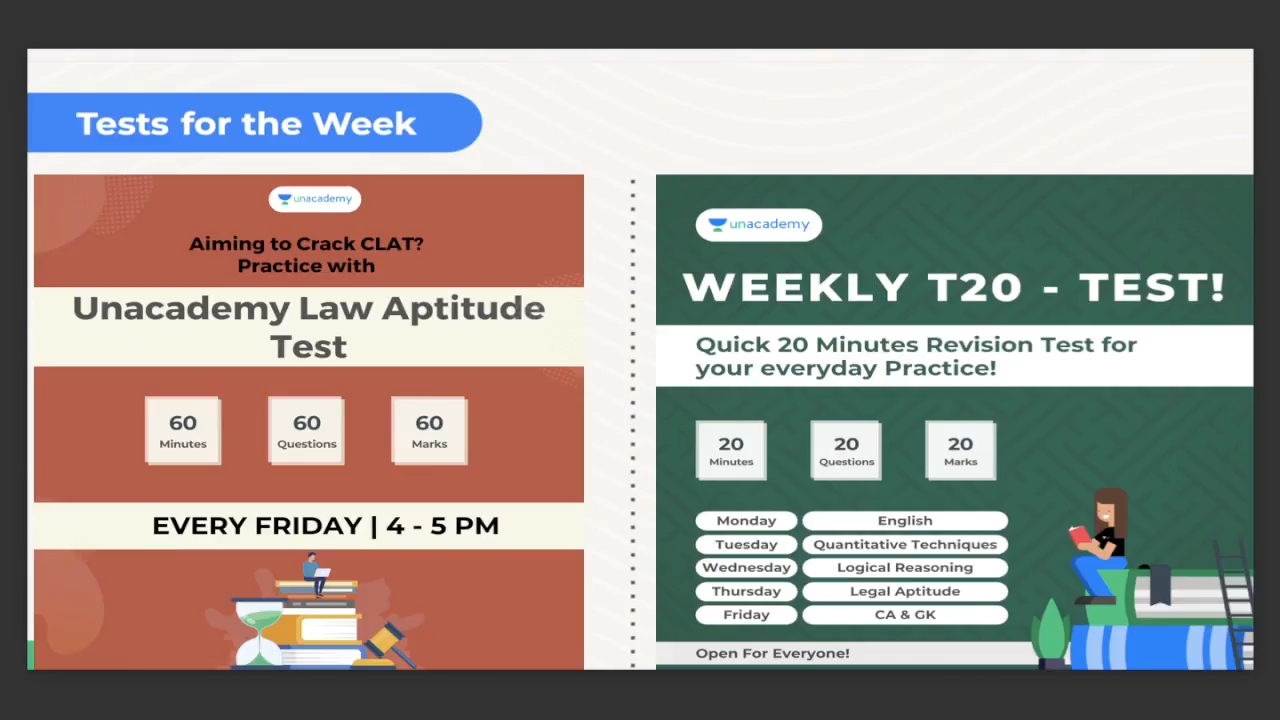 Tests for the Week
unacademy
Aiming to Crack CLAT?
Practice with
Unacademy Law Aptitude
Test
60 60 60
Minutes Questions Marks
EVERY FRIDAY | 4 - 5 PM
unacademy
WEEKLY T20 - TEST!
Quick 20 Minutes Revision Test for
your everyday Practice!
20 20 20
Minutes Questions Marks
Monday English
Tuesday Quantitative Techniques
Wednesday Logical Reasoning
Thursday Legal Aptitude
Friday CA & GK
Open For Everyone!